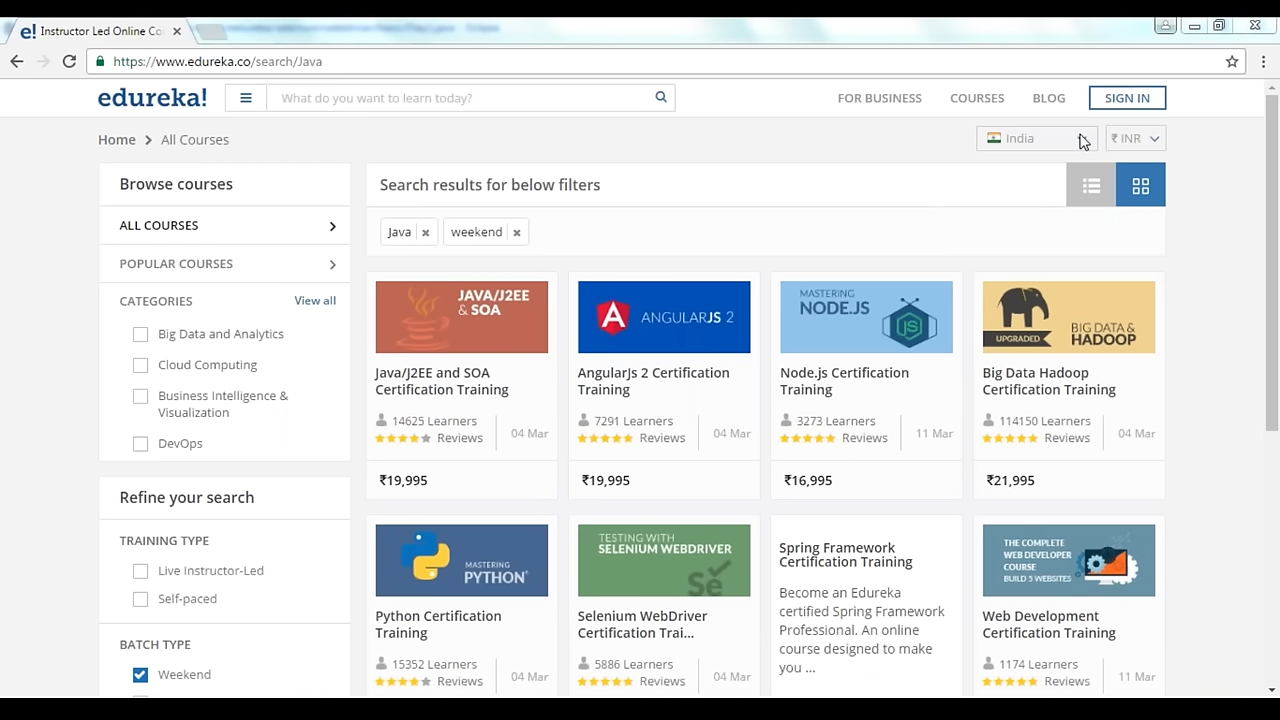 e! Instructor Led Online Co
https://www.edureka.co/search/Java
edureka!
What do you want to learn today?
FOR BUSINESS
COURSES
BLOG
SIGN IN
Home
All Courses
India
₹ INR
Browse courses
ALL COURSES
POPULAR COURSES
CATEGORIES
View all
Big Data and Analytics
Cloud Computing
Business Intelligence &
Visualization
DevOps
Refine your search
TRAINING TYPE
Live Instructor-Led
Self-paced
BATCH TYPE
Weekend
Search results for below filters
Java
weekend
JAVA/J2EE
& SOA
Java/J2EE and SOA
Certification Training
14625 Learners
Reviews
04 Mar
₹19,995
ANGULARJS 2
AngularJs 2 Certification
Training
7291 Learners
Reviews
04 Mar
₹19,995
MASTERING
NODE.JS
JS
Node.js Certification
Training
3273 Learners
Reviews
11 Mar
₹16,995
UPGRADED
BIG DATA &
HADOOP
Big Data Hadoop
Certification Training
114150 Learners
Reviews
04 Mar
₹21,995
MASTERING
PYTHON
Python Certification
Training
15352 Learners
Reviews
04 Mar
TESTING WITH
SELENIUM WEBDRIVER
Se
Selenium WebDriver
Certification Trai...
5886 Learners
Reviews
04 Mar
Spring Framework
Certification Training
Become an Edureka
certified Spring Framework
Professional. An online
course designed to make
you ...
THE COMPLETE
WEB DEVELOPER
COURSE
BUILD 5 WEBSITES
Web Development
Certification Training
1174 Learners
Reviews
11 Mar